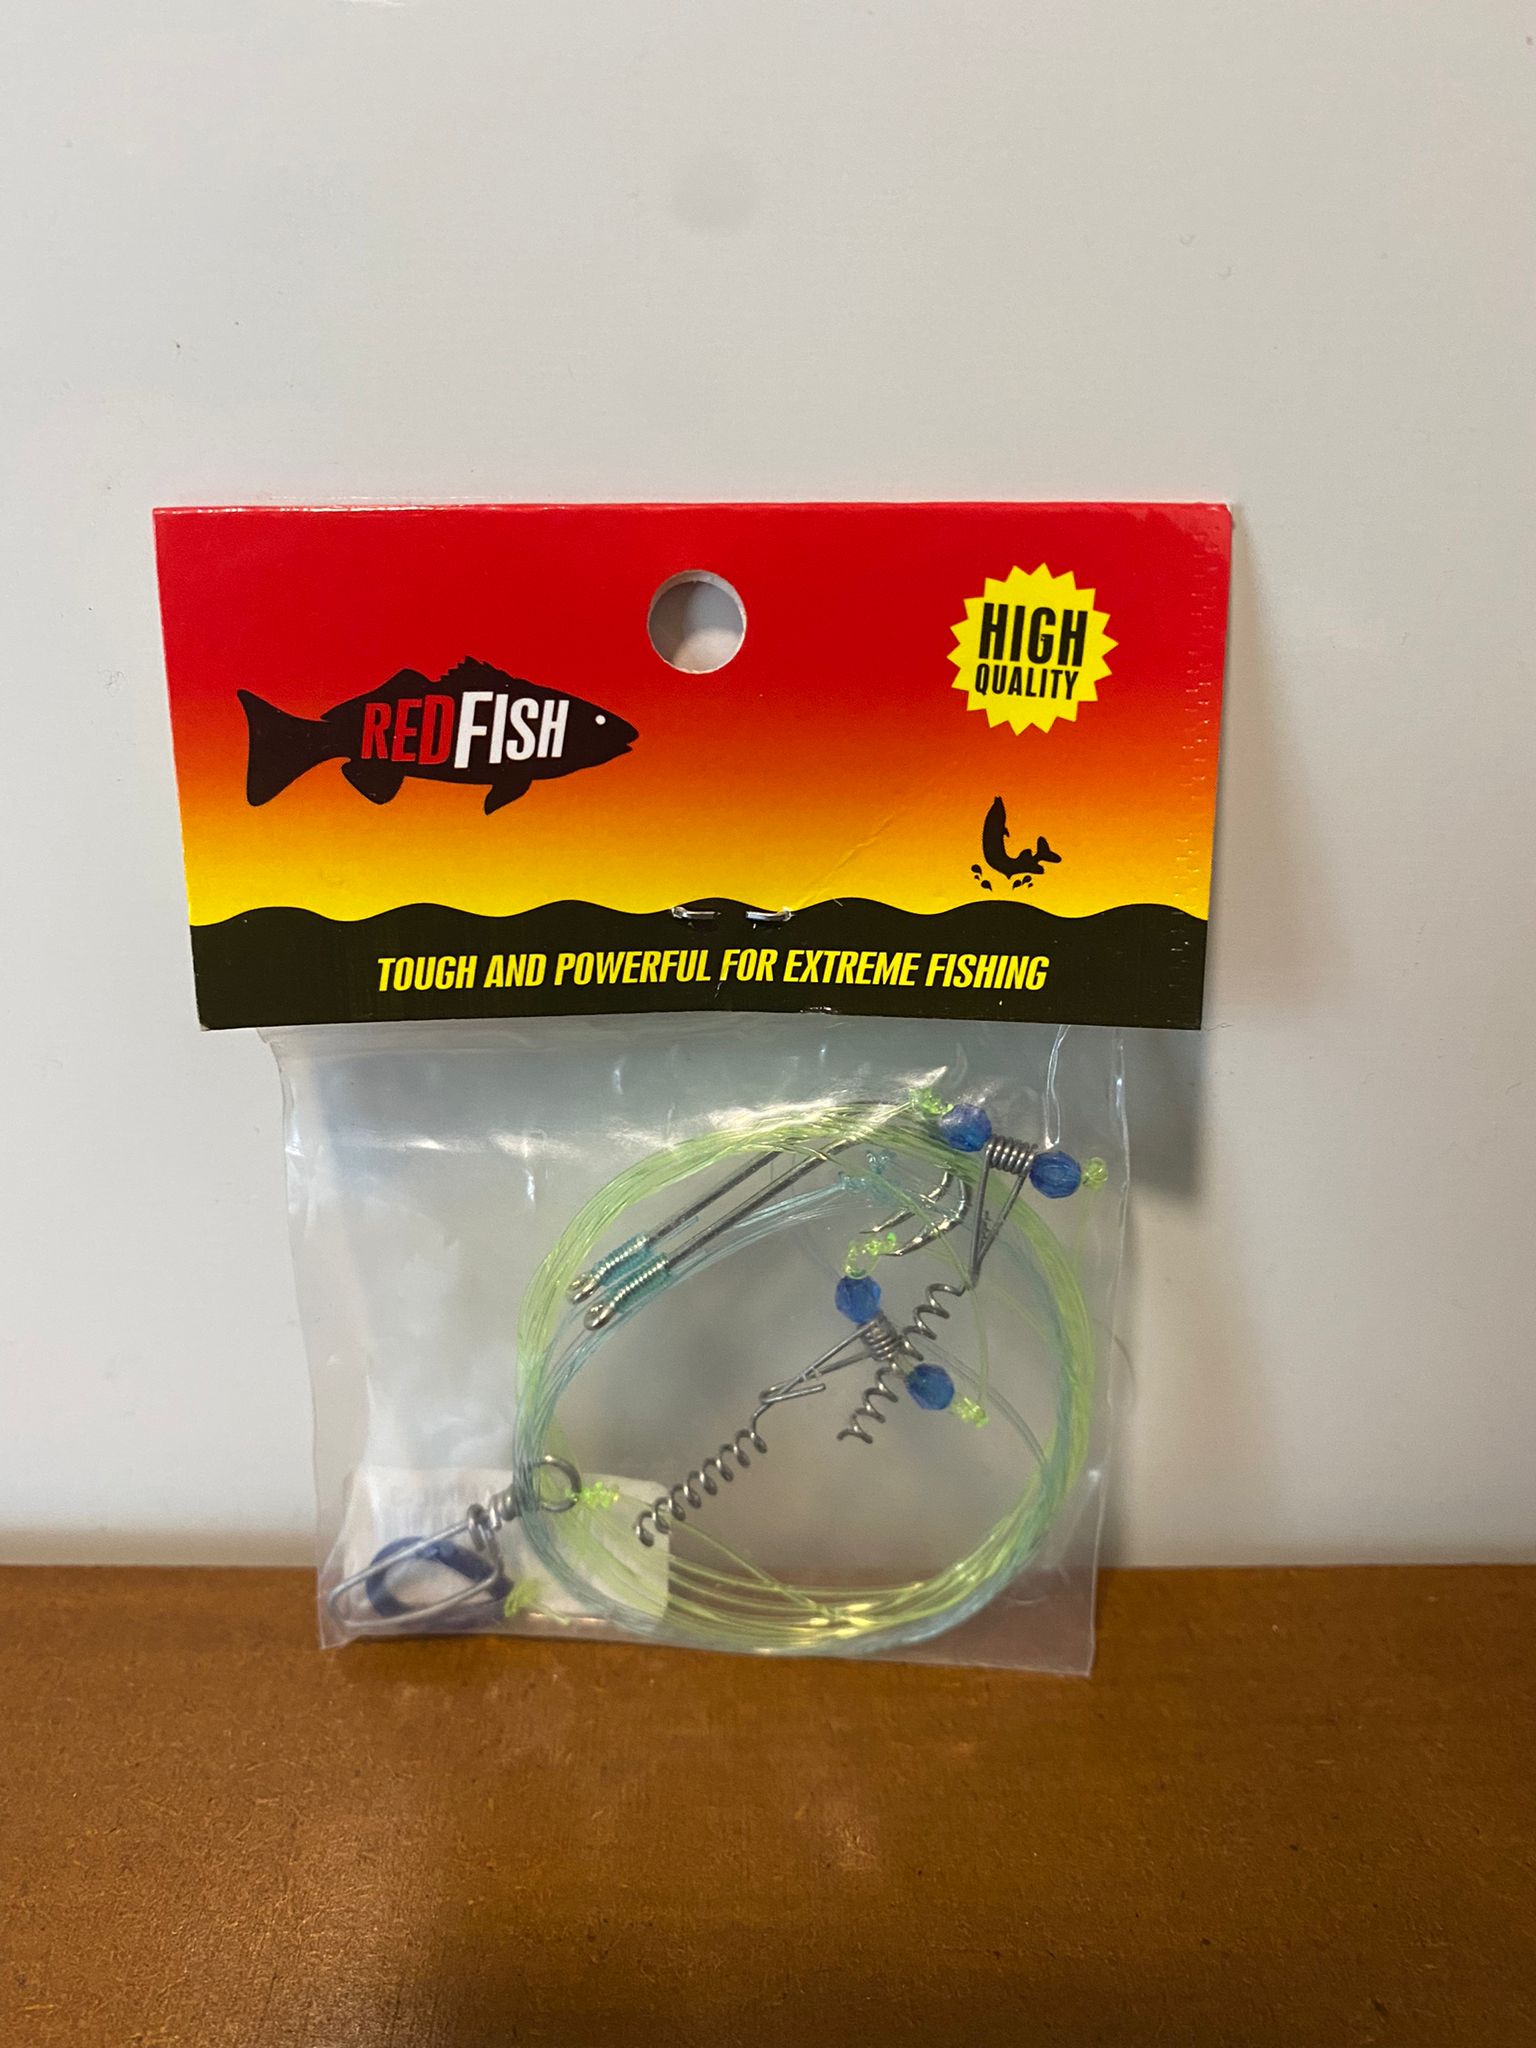 HIGH
QUALITY
REDFISH
TOUGH AND POWERFUL FOR EXTREME FISHING